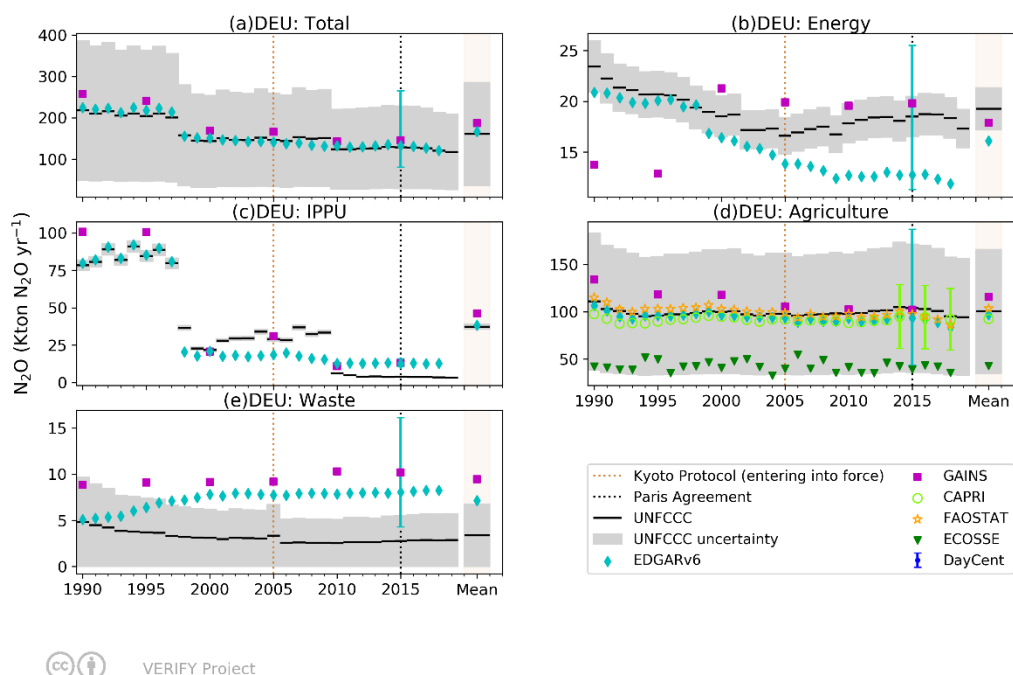 (a)DEU: Total
400
300
200
100
(b)DEU: Energy
25
20
15
N₂O (Kton N₂O yr⁻¹)
(c)DEU: IPPU
100
75
50
25
0
(d)DEU: Agriculture
150
100
50
1990 1995 2000 2005 2010 2015 Mean
(e)DEU: Waste
15
10
5
0
1990 1995 2000 2005 2010 2015 Mean
Kyoto Protocol (entering into force)
Paris Agreement
UNFCCC
UNFCCC uncertainty
EDGARv6
GAINS
CAPRI
FAOSTAT
ECOSSE
DayCent
cc
VERIFY Project